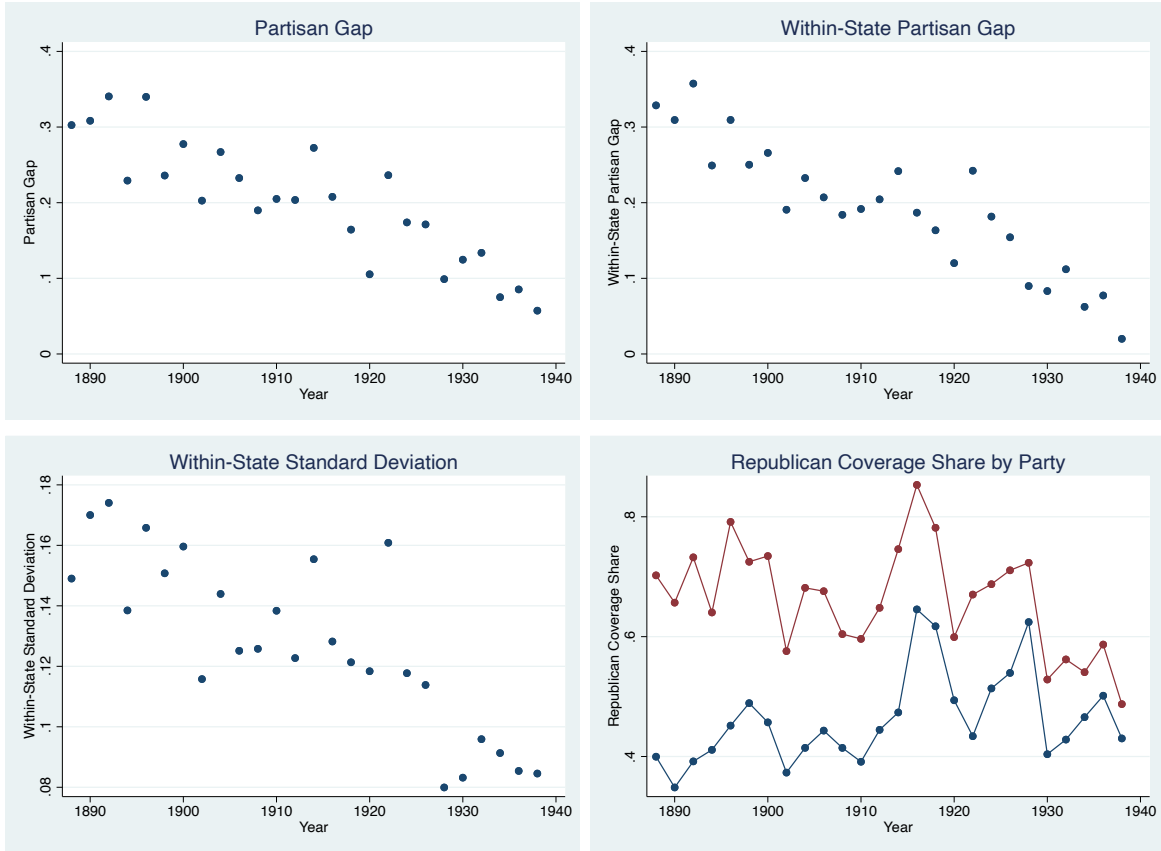 Partisan Gap
Partisan Gap
.4
.3
.2
.1
0
1890 1900 1910 1920 1930 1940
Year
Within-State Partisan Gap
Within-State Partisan Gap
.4
.3
.2
.1
0
1890 1900 1910 1920 1930 1940
Year
Within-State Standard Deviation
Within-State Standard Deviation
.18
.16
.14
.12
.1
.08
1890 1900 1910 1920 1930 1940
Year
Republican Coverage Share by Party
Republican Coverage Share
.8
.6
.4
1890 1900 1910 1920 1930 1940
Year